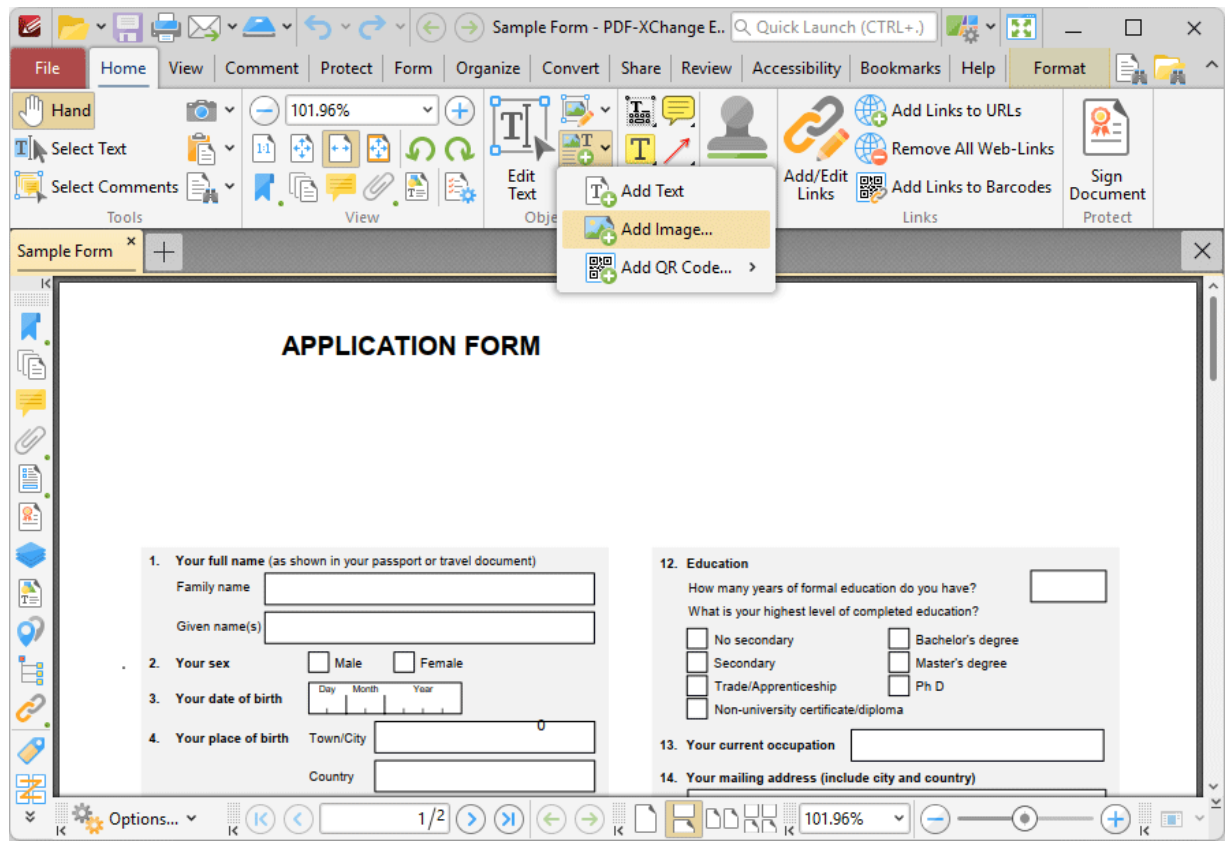 Sample Form - PDF-XChange E..
Quick Launch (CTRL+.)
File Home View Comment Protect Form Organize Convert Share Review Accessibility Bookmarks Help Format
Hand
101.96%
Add Links to URLs
Select Text
Remove All Web-Links
Select Comments
Edit
Text
Add/Edit
Links
Add Links to Barcodes
Sign
Document
Tools
View
Obje
Links
Protect
Add Text
Add Image...
Add QR Code...
Sample Form
APPLICATION FORM
1. Your full name (as shown in your passport or travel document)
Family name
Given name(s)
2. Your sex Male Female
3. Your date of birth Day Month Year
4. Your place of birth Town/City 0
Country
12. Education
How many years of formal education do you have?
What is your highest level of completed education?
No secondary Bachelor's degree
Secondary Master's degree
Trade/Apprenticeship Ph D
Non-university certificate/diploma
13. Your current occupation
14. Your mailing address (include city and country)
Options...
1/2
101.96%